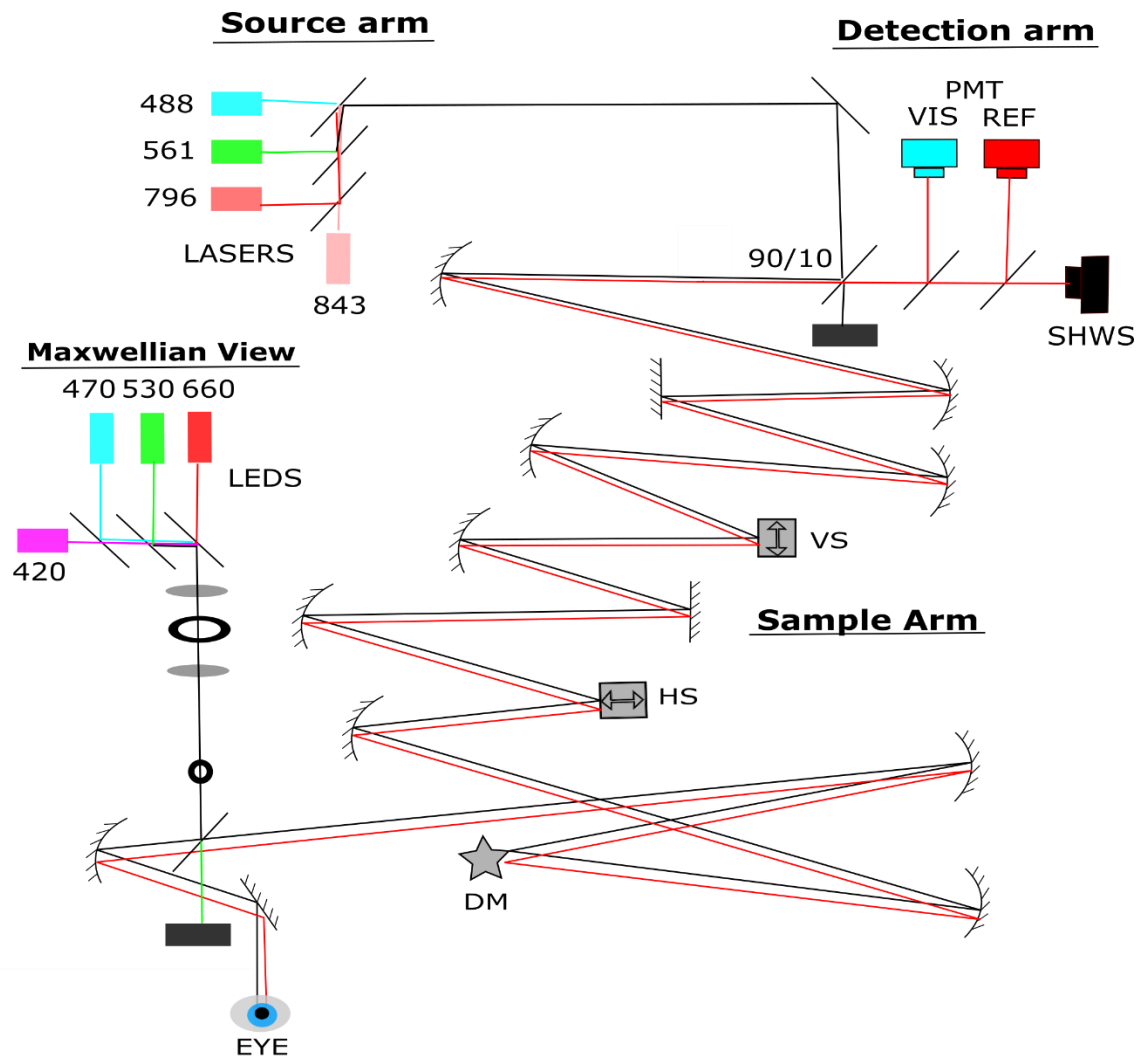 Source arm
Detection arm
488
561
796
LASERS
843
PMT
VIS REF
90/10
SHWS
Maxwellian View
470 530 660
LEDS
420
VS
Sample Arm
HS
DM
EYE